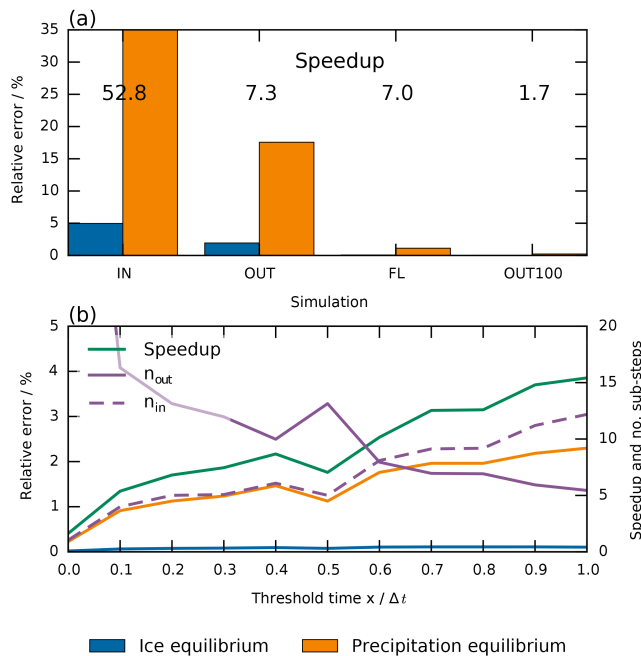 (a)
35
30
25
20
15
10
5
0
Relative error / %
Speedup
52.8 7.3 7.0 1.7
IN OUT FL OUT100
Simulation
(b)
5
4
3
2
1
0
Relative error / %
Speedup
n_out
n_in
20
15
10
5
0
Speedup and no. sub-steps
0.0 0.1 0.2 0.3 0.4 0.5 0.6 0.7 0.8 0.9 1.0
Threshold time x / Δt
Ice equilibrium Precipitation equilibrium